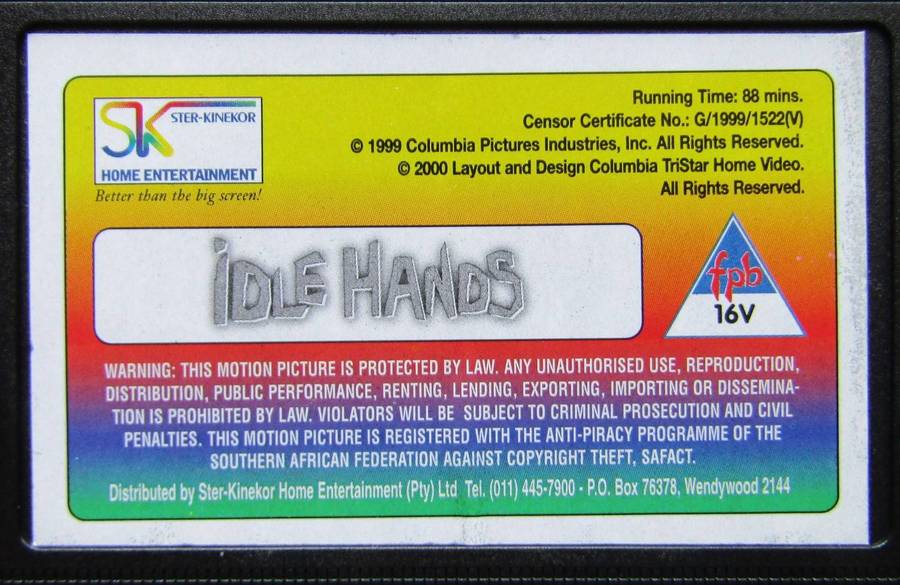 SK STER-KINEKOR
HOME ENTERTAINMENT
Better than the big screen!
Running Time: 88 mins.
Censor Certificate No.: G/1999/1522(V)
© 1999 Columbia Pictures Industries, Inc. All Rights Reserved.
© 2000 Layout and Design Columbia TriStar Home Video.
All Rights Reserved.
IDLE HANDS
fpb
16V
WARNING: THIS MOTION PICTURE IS PROTECTED BY LAW. ANY UNAUTHORISED USE, REPRODUCTION,
DISTRIBUTION, PUBLIC PERFORMANCE, RENTING, LENDING, EXPORTING, IMPORTING OR DISSEMINA-
TION IS PROHIBITED BY LAW. VIOLATORS WILL BE SUBJECT TO CRIMINAL PROSECUTION AND CIVIL
PENALTIES. THIS MOTION PICTURE IS REGISTERED WITH THE ANTI-PIRACY PROGRAMME OF THE
SOUTHERN AFRICAN FEDERATION AGAINST COPYRIGHT THEFT, SAFACT.
Distributed by Ster-Kinekor Home Entertainment (Pty) Ltd Tel. (011) 445-7900 - P.O. Box 76378, Wendywood 2144